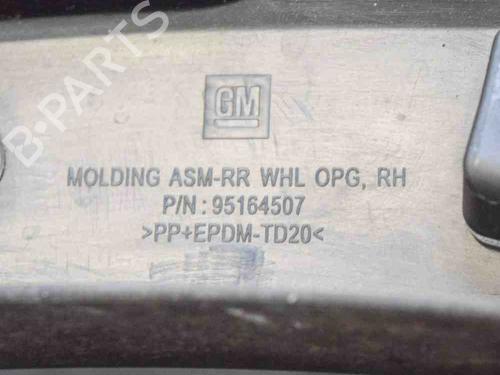 B-PARTS
GM
MOLDING ASM-RR WHL OPG, RH
P/N : 95164507
>PP+EPDM-TD20<